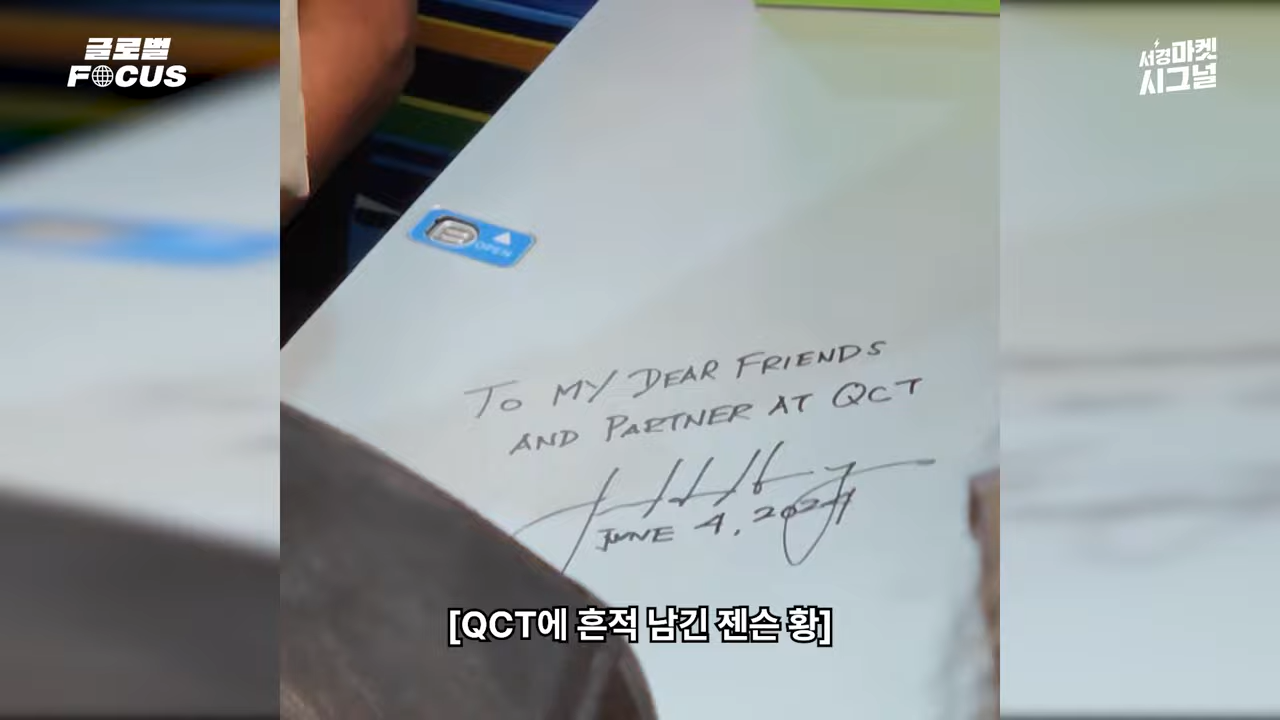 글로벌
FOCUS
서경마켓
시그널
OPEN
TO MY DEAR FRIENDS
AND PARTNER AT QCT
JUNE 4, 2024
[QCT에 흔적 남긴 젠슨 황]